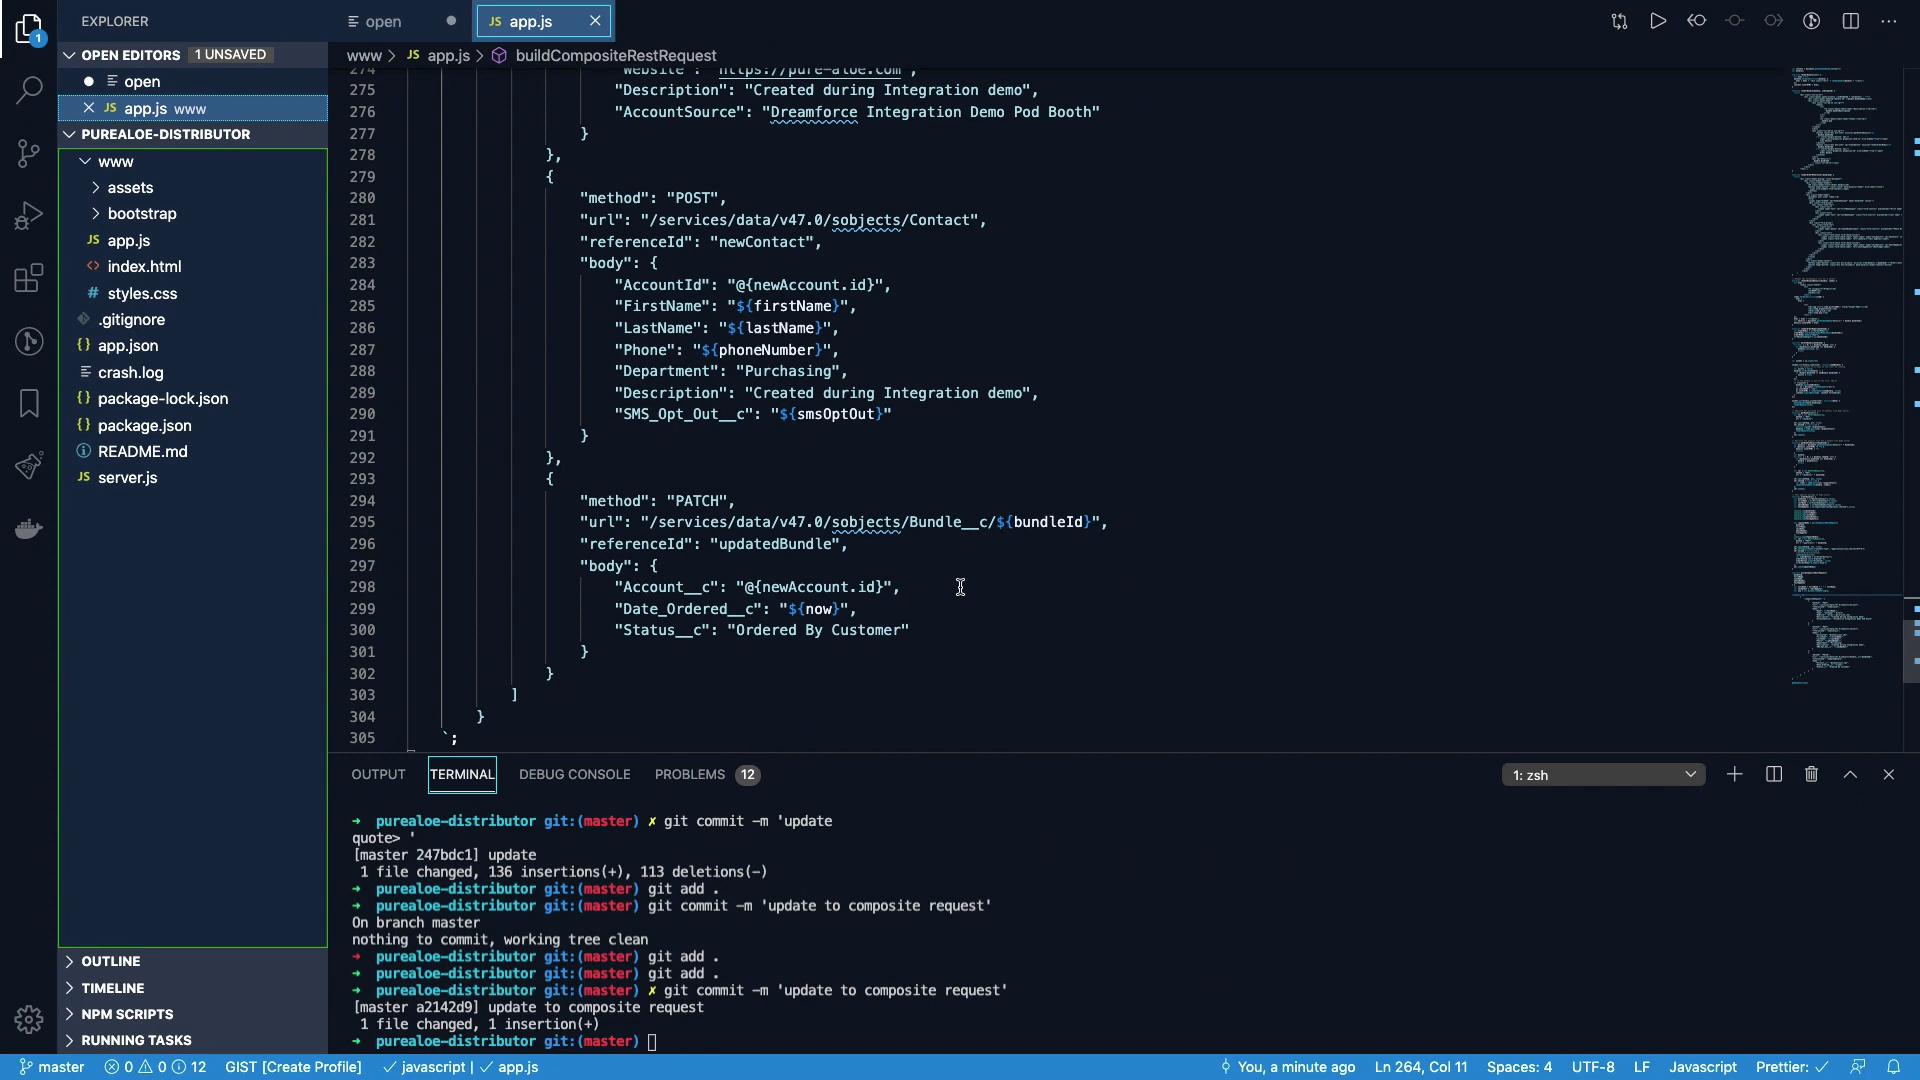 EXPLORER
OPEN EDITORS 1 UNSAVED
open
app.js www
PUREALOE-DISTRIBUTOR
www
assets
bootstrap
JS app.js
<> index.html
# styles.css
.gitignore
{} app.json
crash.log
{} package-lock.json
{} package.json
README.md
JS server.js
OUTLINE
TIMELINE
NPM SCRIPTS
RUNNING TASKS
1
open
JS app.js
www > JS app.js > buildCompositeRestRequest
274 "Website": "https://pure-aloe.com",
275 "Description": "Created during Integration demo",
276 "AccountSource": "Dreamforce Integration Demo Pod Booth"
277 }
278 },
279 {
280 "method": "POST",
281 "url": "/services/data/v47.0/sobjects/Contact",
282 "referenceId": "newContact",
283 "body": {
284 "AccountId": "@{newAccount.id}",
285 "FirstName": "${firstName}",
286 "LastName": "${lastName}",
287 "Phone": "${phoneNumber}",
288 "Department": "Purchasing",
289 "Description": "Created during Integration demo",
290 "SMS_Opt_Out__c": "${smsOptOut}"
291 }
292 },
293 {
294 "method": "PATCH",
295 "url": "/services/data/v47.0/sobjects/Bundle__c/${bundleId}",
296 "referenceId": "updatedBundle",
297 "body": {
298 "Account__c": "@{newAccount.id}",
299 "Date_Ordered__c": "${now}",
300 "Status__c": "Ordered By Customer"
301 }
302 }
303 ]
304 }
305 `;
OUTPUT TERMINAL DEBUG CONSOLE PROBLEMS 12 1: zsh
➜ purealoe-distributor git:(master) ✗ git commit -m 'update
quote> '
[master 247bdc1] update
1 file changed, 136 insertions(+), 113 deletions(-)
➜ purealoe-distributor git:(master) git add .
➜ purealoe-distributor git:(master) git commit -m 'update to composite request'
On branch master
nothing to commit, working tree clean
➜ purealoe-distributor git:(master) git add .
➜ purealoe-distributor git:(master) git add .
➜ purealoe-distributor git:(master) ✗ git commit -m 'update to composite request'
[master a2142d9] update to composite request
1 file changed, 1 insertion(+)
➜ purealoe-distributor git:(master)
master 0 0 12 GIST [Create Profile] ✓ javascript | ✓ app.js You, a minute ago Ln 264, Col 11 Spaces: 4 UTF-8 LF Javascript Prettier: ✓